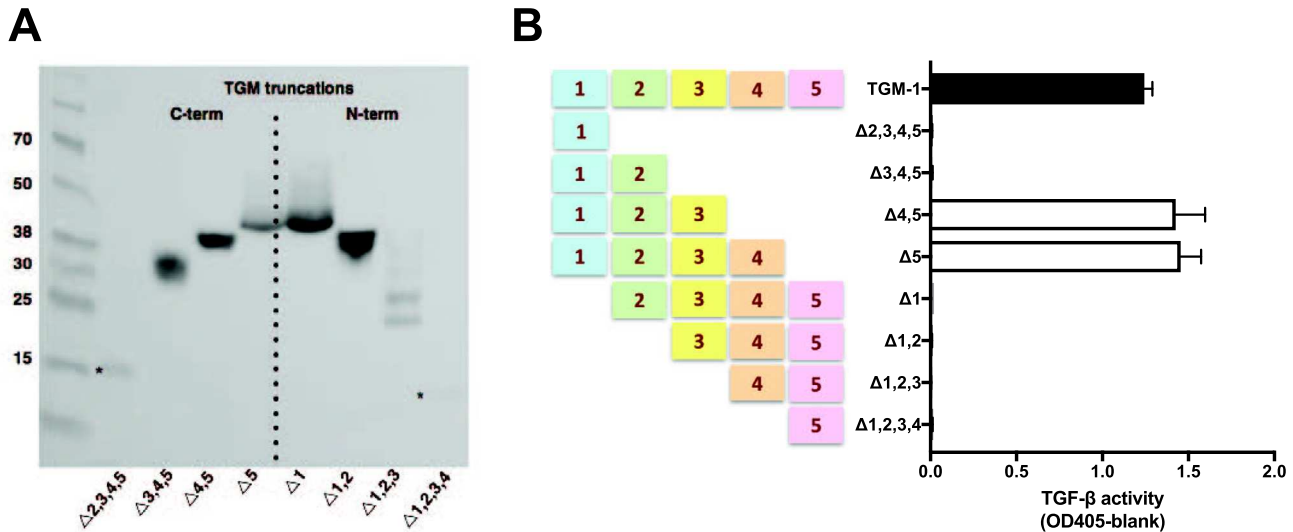 A
TGM truncations
C-term
N-term
70
50
38
30
25
15
*
*
△2,3,4,5
△3,4,5
△4,5
△5
△1
△1,2
△1,2,3
△1,2,3,4
B
1 2 3 4 5 TGM-1
1 Δ2,3,4,5
1 2 Δ3,4,5
1 2 3 Δ4,5
1 2 3 4 Δ5
2 3 4 5 Δ1
3 4 5 Δ1,2
4 5 Δ1,2,3
5 Δ1,2,3,4
0.0 0.5 1.0 1.5 2.0
TGF-β activity
(OD405-blank)